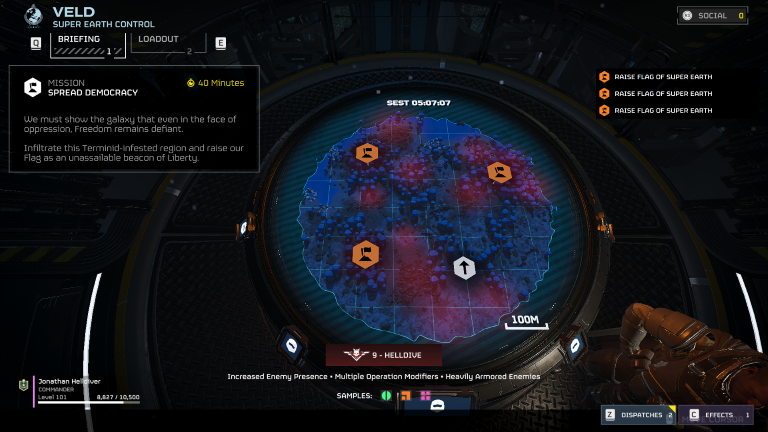 VELD
SUPER EARTH CONTROL
Q
BRIEFING
1
LOADOUT
2
E
SOCIAL 0
MISSION
SPREAD DEMOCRACY
40 Minutes
We must show the galaxy that even in the face of
oppression, Freedom remains defiant.
Infiltrate this Terminid-infested region and raise our
Flag as an unassailable beacon of Liberty.
RAISE FLAG OF SUPER EARTH
RAISE FLAG OF SUPER EARTH
RAISE FLAG OF SUPER EARTH
SEST 05:07:07
100M
9 - HELLDIVE
Increased Enemy Presence • Multiple Operation Modifiers • Heavily Armored Enemies
SAMPLES:
Jonathan Helldiver
COMMANDER
Level 101
8,827 / 10,500
Z DISPATCHES 2
C EFFECTS 1